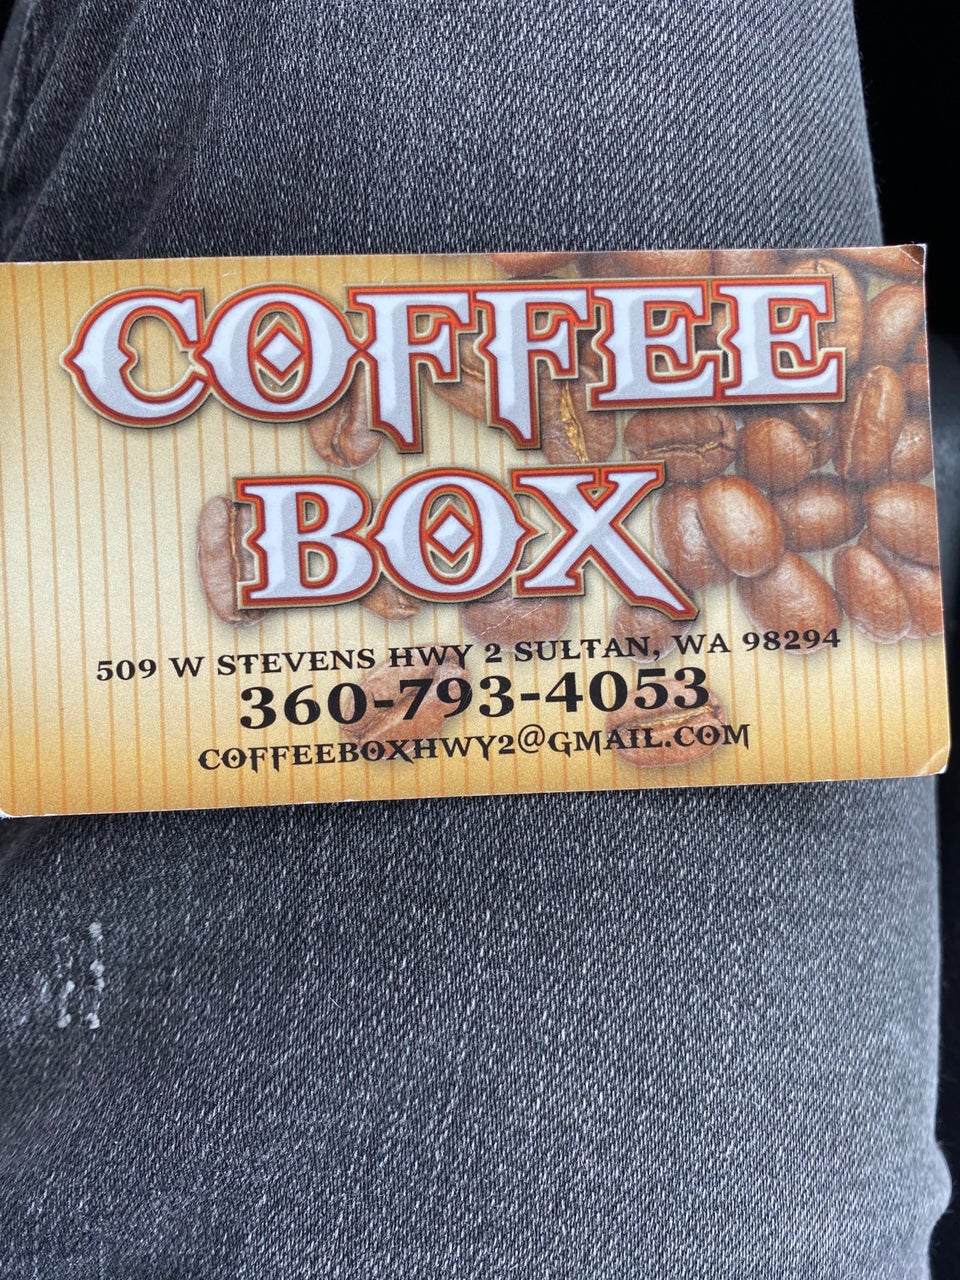 COFFEE
BOX
509 W STEVENS HWY 2 SULTAN, WA 98294
360-793-4053
COFFEEBOXHWY2@GMAIL.COM